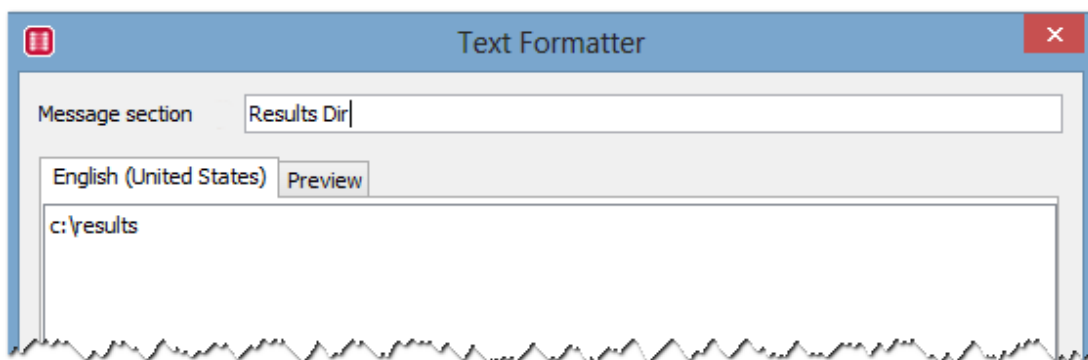 Text Formatter
Message section
Results Dir
English (United States)
Preview
c:\results